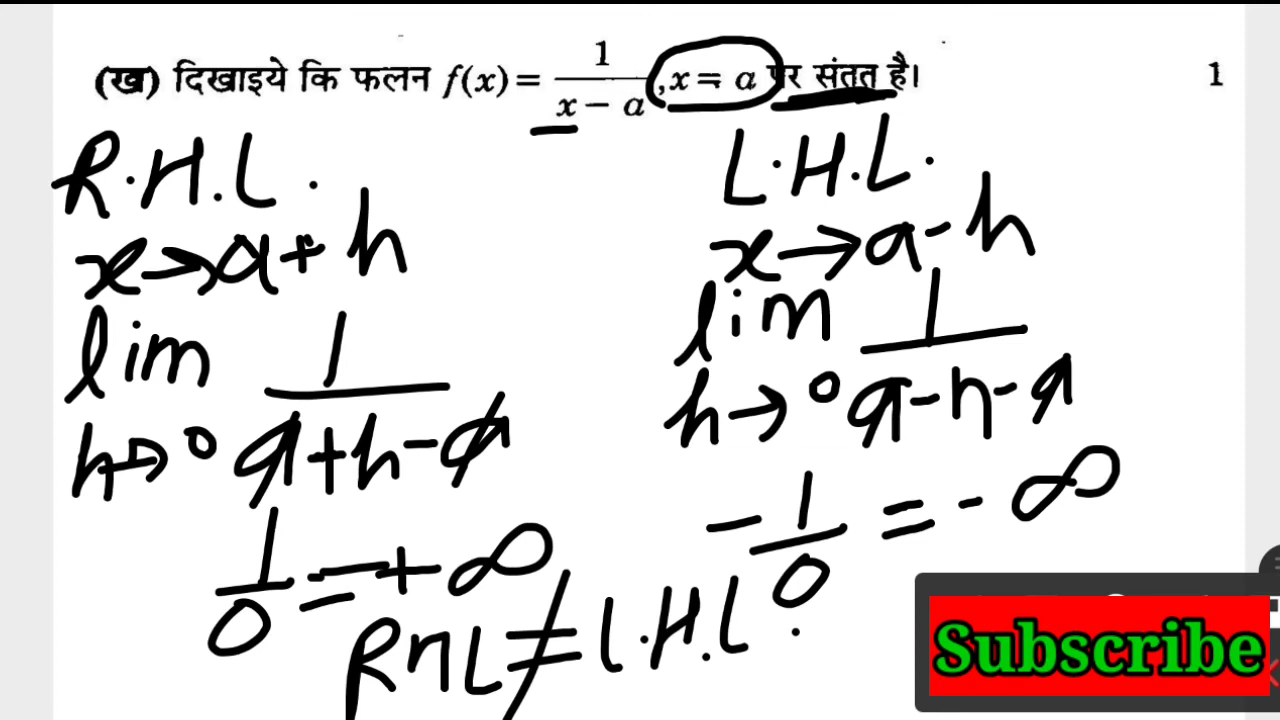 (ख) दिखाइये कि फलन f(x) = 1/(x − a), x = a पर संतत है। 1
R.H.L.
x→a+h
lim 1
h→0 a+h-a
1/0 = +∞
L.H.L.
x→a-h
lim 1
h→0 a-h-a
-1/0 = -∞
RHL ≠ L.H.L.
Subscribe